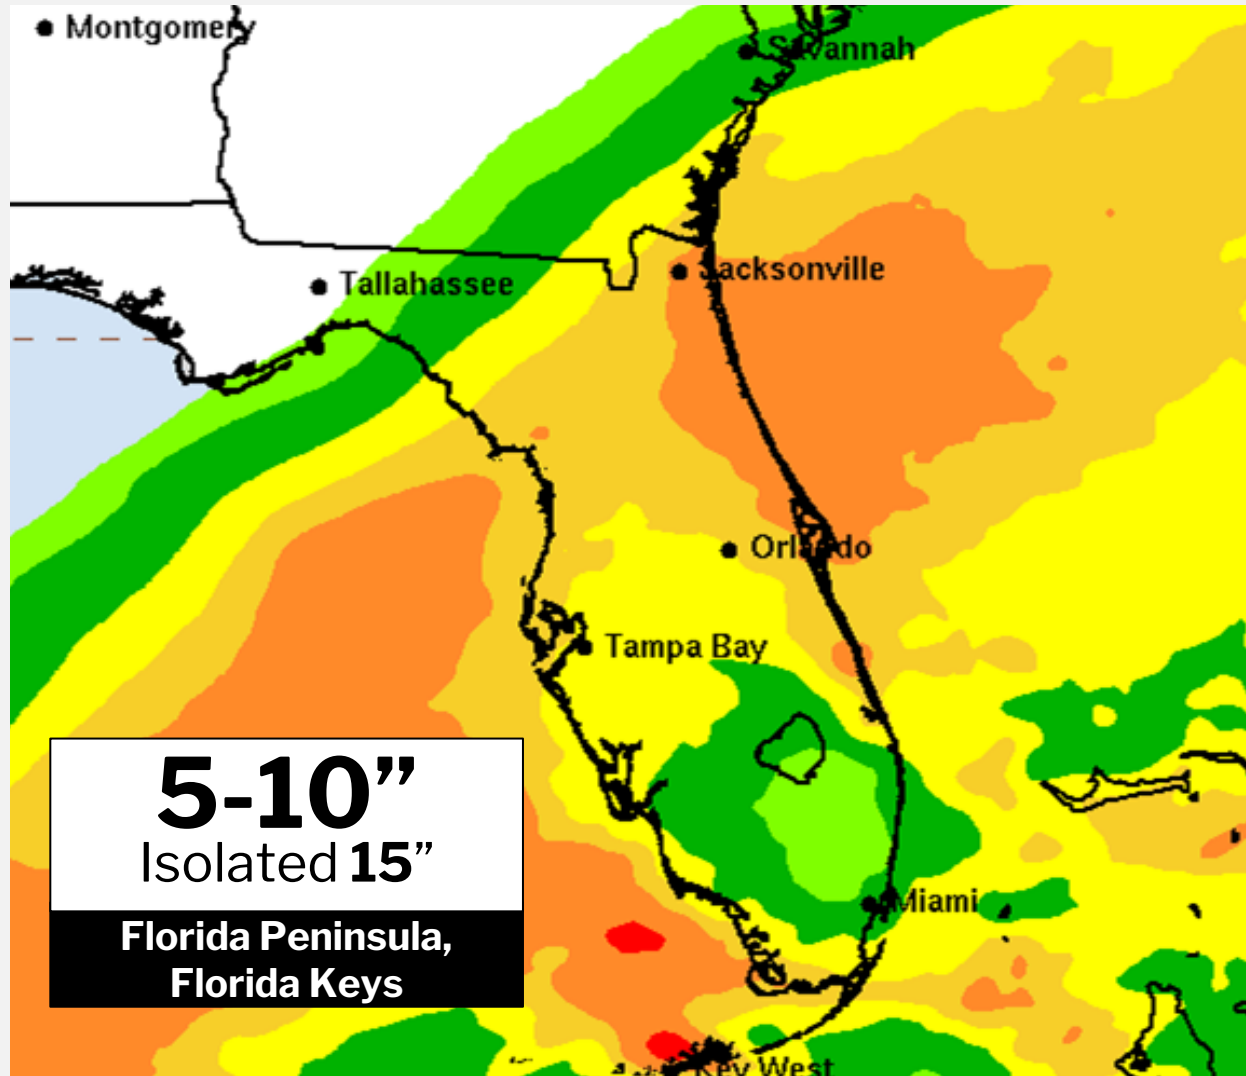 Montgomery
Savannah
Jacksonville
Tallahassee
Orlando
Tampa Bay
5-10”
Isolated 15”
Florida Peninsula,
Florida Keys
Miami
Key West